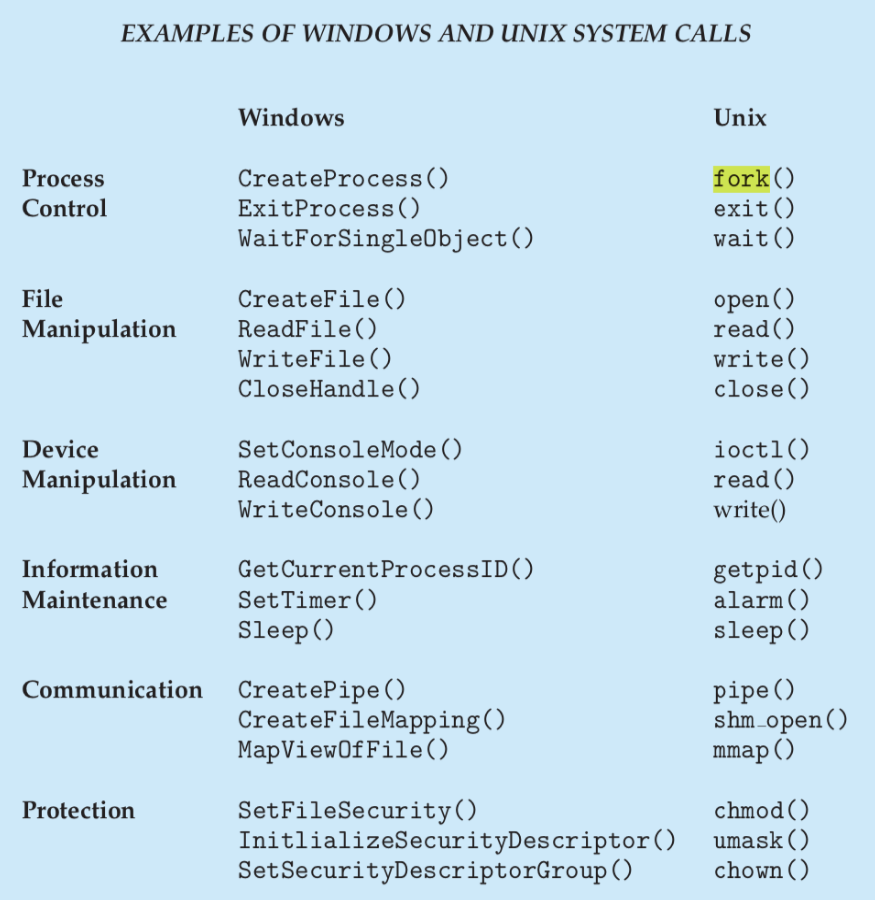 EXAMPLES OF WINDOWS AND UNIX SYSTEM CALLS
Windows Unix
Process CreateProcess() fork()
Control ExitProcess() exit()
WaitForSingleObject() wait()
File CreateFile() open()
Manipulation ReadFile() read()
WriteFile() write()
CloseHandle() close()
Device SetConsoleMode() ioctl()
Manipulation ReadConsole() read()
WriteConsole() write()
Information GetCurrentProcessID() getpid()
Maintenance SetTimer() alarm()
Sleep() sleep()
Communication CreatePipe() pipe()
CreateFileMapping() shm_open()
MapViewOfFile() mmap()
Protection SetFileSecurity() chmod()
InitlializeSecurityDescriptor() umask()
SetSecurityDescriptorGroup() chown()